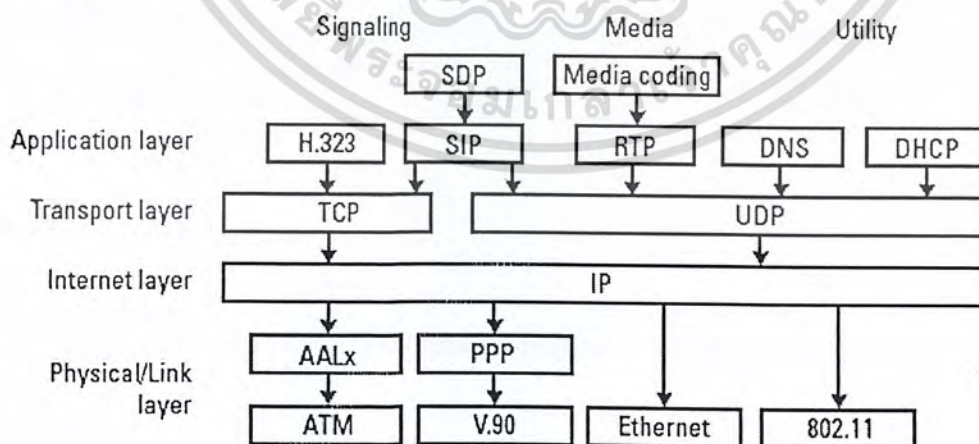 Signaling Media Utility
SDP Media coding
Application layer H.323 SIP RTP DNS DHCP
Transport layer TCP UDP
Internet layer IP
AALx PPP
Physical/Link
layer
ATM V.90 Ethernet 802.11